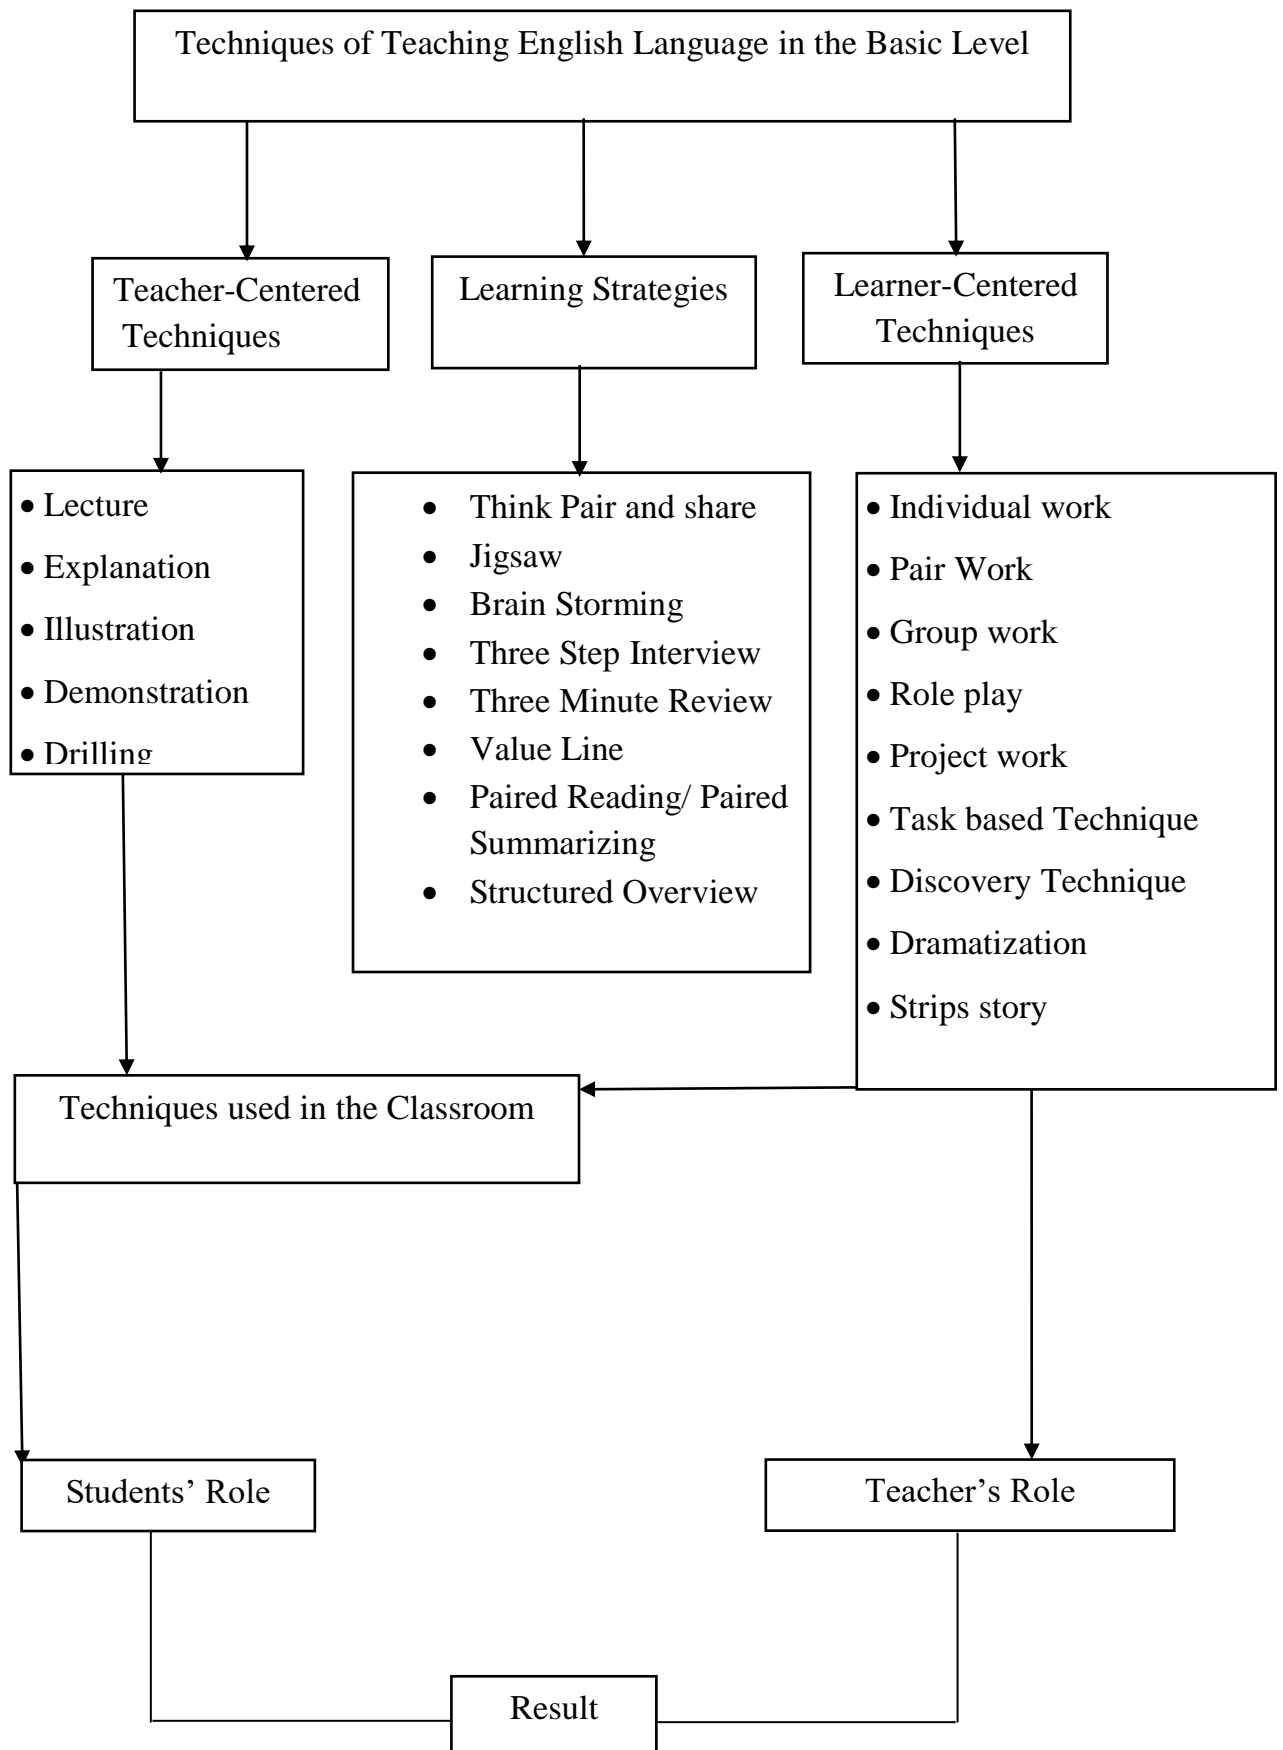 Techniques of Teaching English Language in the Basic Level
Teacher-Centered
Techniques
Learning Strategies
Learner-Centered
Techniques
• Lecture
• Explanation
• Illustration
• Demonstration
• Drilling
• Think Pair and share
• Jigsaw
• Brain Storming
• Three Step Interview
• Three Minute Review
• Value Line
• Paired Reading/ Paired
Summarizing
• Structured Overview
• Individual work
• Pair Work
• Group work
• Role play
• Project work
• Task based Technique
• Discovery Technique
• Dramatization
• Strips story
Techniques used in the Classroom
Students’ Role
Teacher’s Role
Result